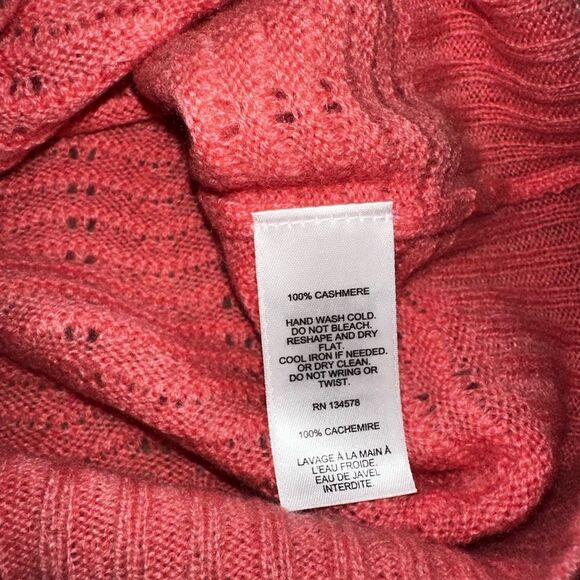 100% CASHMERE
HAND WASH COLD.
DO NOT BLEACH.
RESHAPE AND DRY
FLAT.
COOL IRON IF NEEDED.
OR DRY CLEAN.
DO NOT WRING OR
TWIST.
RN 134578
100% CACHEMIRE
LAVAGE À LA MAIN À
L'EAU FROIDE.
EAU DE JAVEL
INTERDITE.